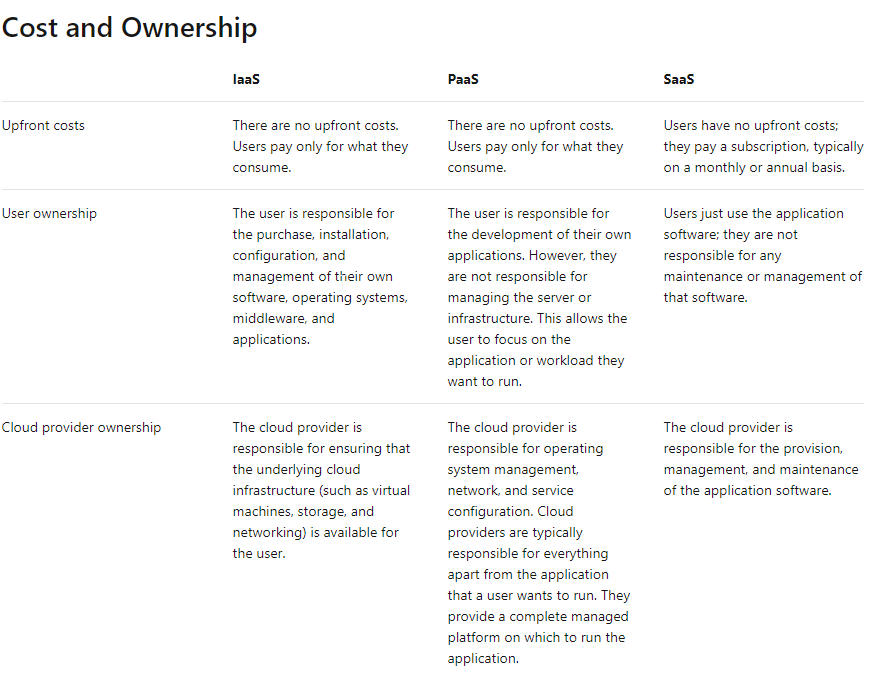 Cost and Ownership
IaaS PaaS SaaS
Upfront costs
There are no upfront costs.
Users pay only for what they
consume.
There are no upfront costs.
Users pay only for what they
consume.
Users have no upfront costs;
they pay a subscription, typically
on a monthly or annual basis.
User ownership
The user is responsible for
the purchase, installation,
configuration, and
management of their own
software, operating systems,
middleware, and
applications.
The user is responsible for
the development of their own
applications. However, they
are not responsible for
managing the server or
infrastructure. This allows the
user to focus on the
application or workload they
want to run.
Users just use the application
software; they are not
responsible for any
maintenance or management of
that software.
Cloud provider ownership
The cloud provider is
responsible for ensuring that
the underlying cloud
infrastructure (such as virtual
machines, storage, and
networking) is available for
the user.
The cloud provider is
responsible for operating
system management,
network, and service
configuration. Cloud
providers are typically
responsible for everything
apart from the application
that a user wants to run. They
provide a complete managed
platform on which to run the
application.
The cloud provider is
responsible for the provision,
management, and maintenance
of the application software.